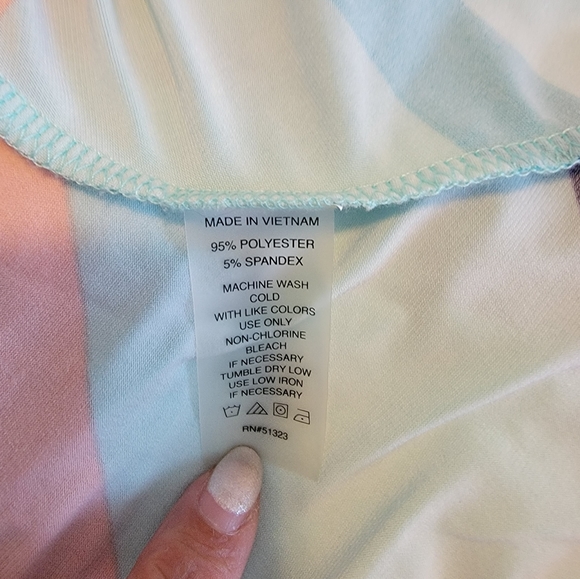 MADE IN VIETNAM
95% POLYESTER
5% SPANDEX
MACHINE WASH
COLD
WITH LIKE COLORS
USE ONLY
NON-CHLORINE
BLEACH
IF NECESSARY
TUMBLE DRY LOW
USE LOW IRON
IF NECESSARY
RN#51323